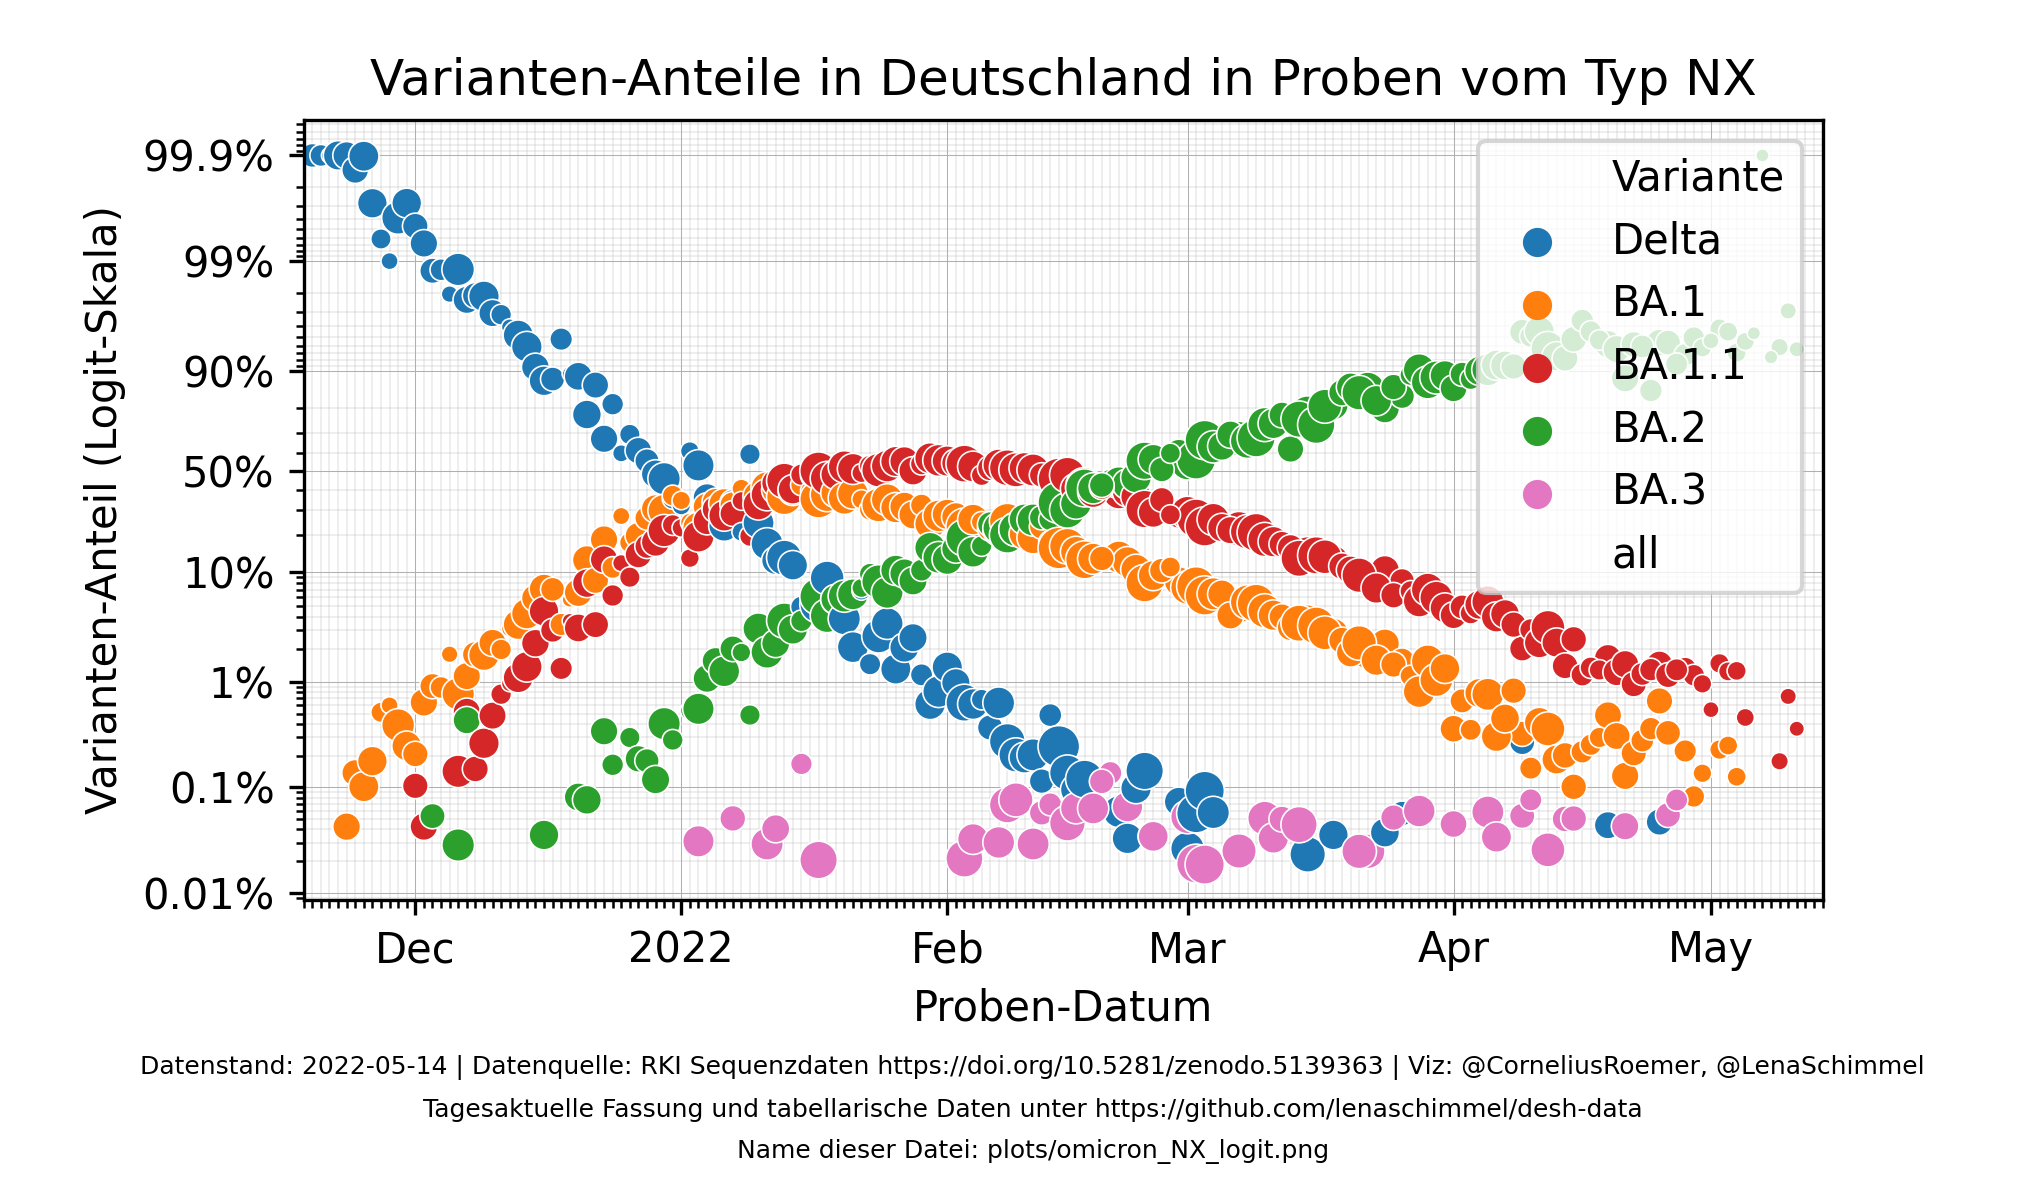 Varianten-Anteile in Deutschland in Proben vom Typ NX
Varianten-Anteil (Logit-Skala)
99.9%
99%
90%
50%
10%
1%
0.1%
0.01%
Variante
Delta
BA.1
BA.1.1
BA.2
BA.3
all
Dec
2022
Feb
Mar
Apr
May
Proben-Datum
Datenstand: 2022-05-14 | Datenquelle: RKI Sequenzdaten https://doi.org/10.5281/zenodo.5139363 | Viz: @CorneliusRoemer, @LenaSchimmel
Tagesaktuelle Fassung und tabellarische Daten unter https://github.com/lenaschimmel/desh-data
Name dieser Datei: plots/omicron_NX_logit.png